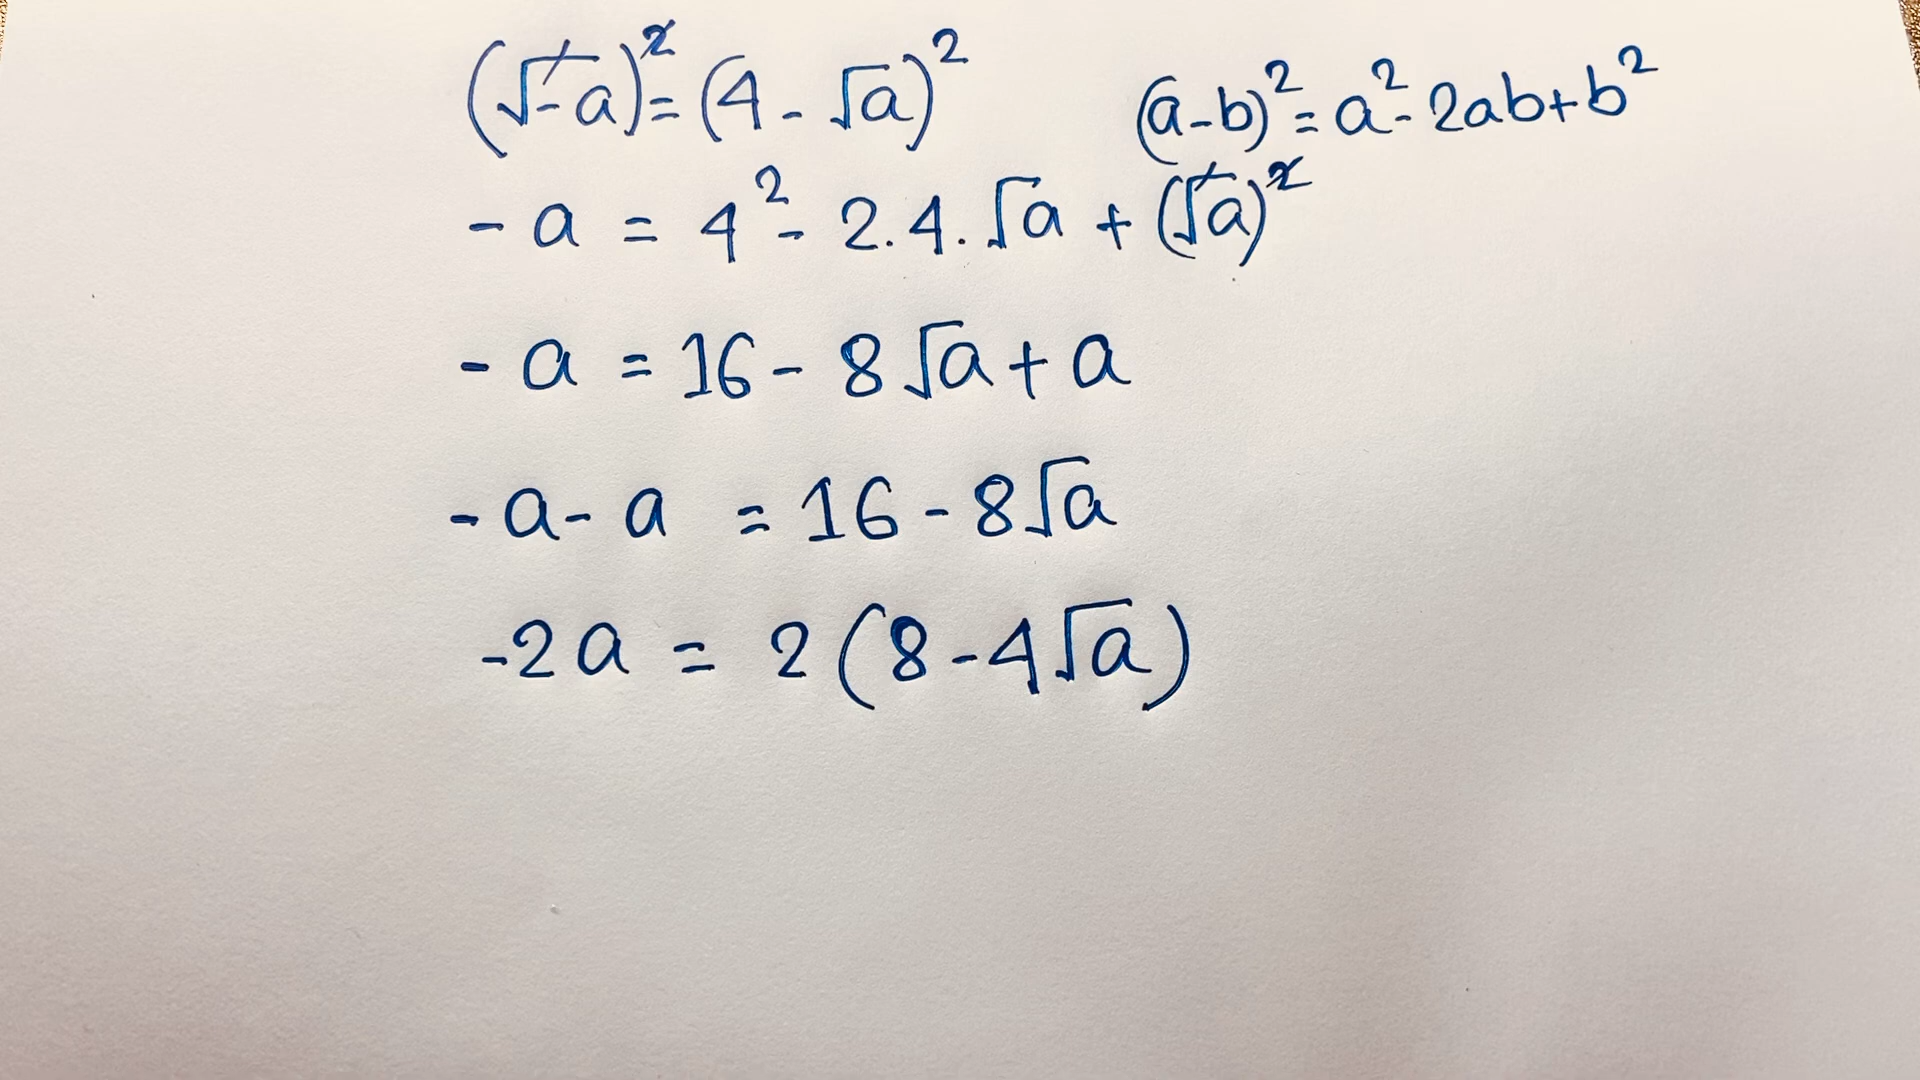 (√-a)² = (4 - √a)² (a-b)² = a² - 2ab + b²
- a = 4² - 2.4.√a + (√a)²
- a = 16 - 8√a + a
- a - a = 16 - 8√a
-2a = 2(8 - 4√a)